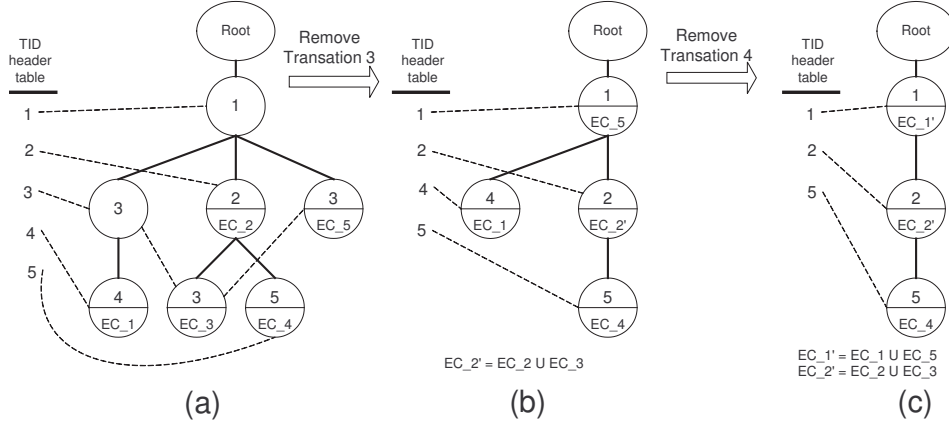 Root
TID
header
table
1
2
3
4
5
1
3
2
EC_2
3
EC_5
4
EC_1
3
EC_3
5
EC_4
(a)
Remove
Transation 3
Root
TID
header
table
1
2
4
5
1
EC_5
4
EC_1
2
EC_2'
5
EC_4
EC_2' = EC_2 U EC_3
(b)
Remove
Transation 4
Root
TID
header
table
1
2
5
1
EC_1'
2
EC_2'
5
EC_4
EC_1' = EC_1 U EC_5
EC_2' = EC_2 U EC_3
(c)